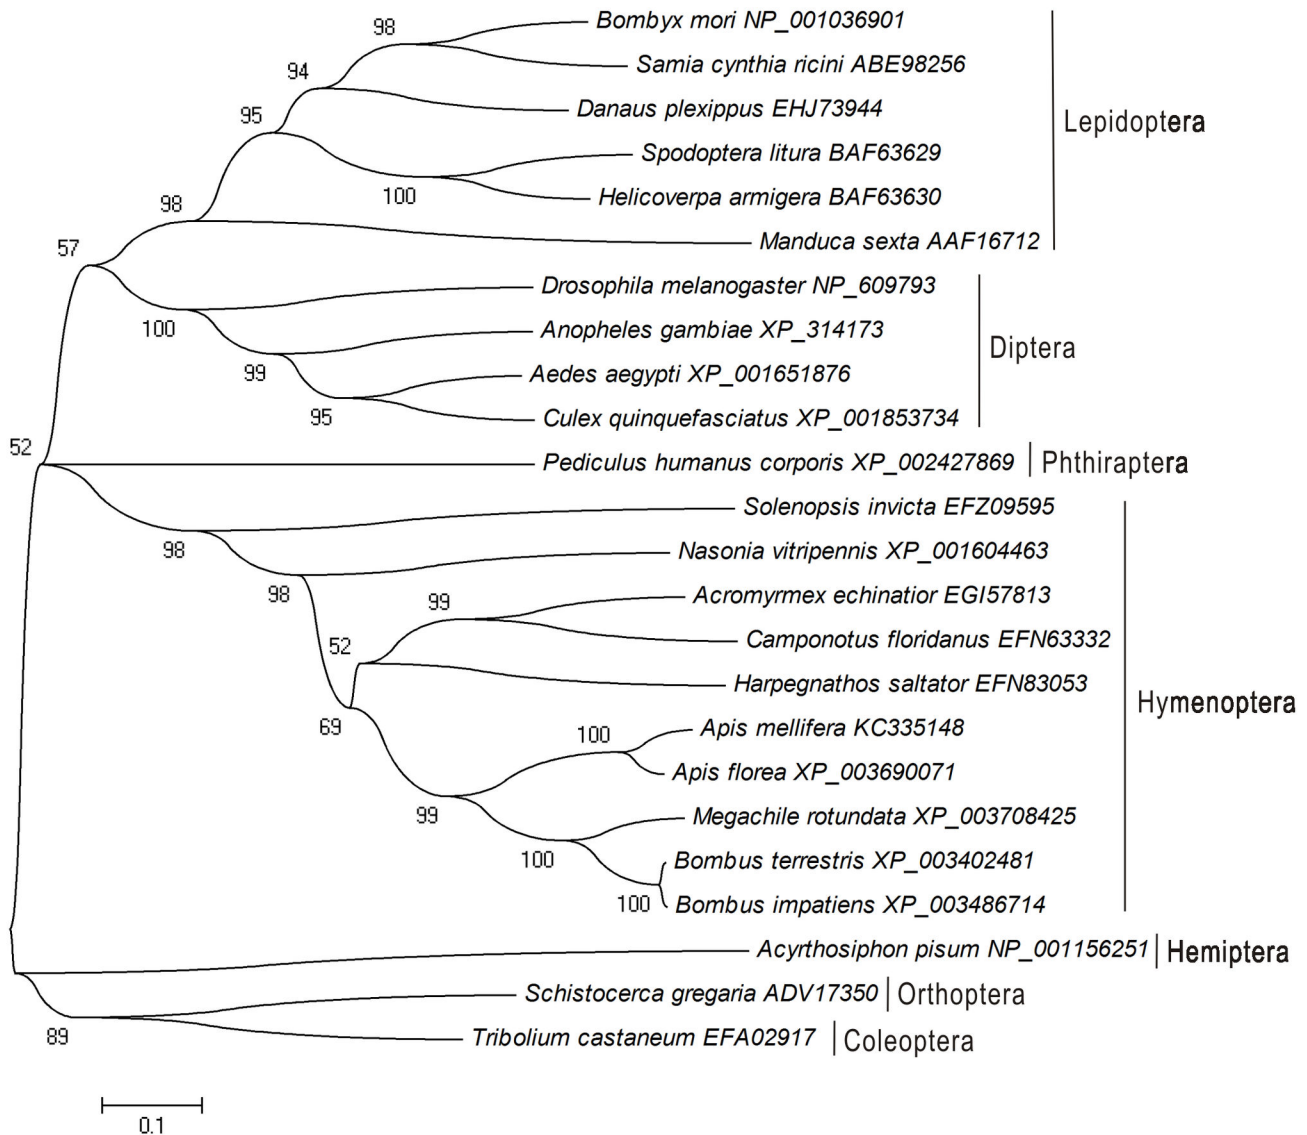 98
Bombyx mori NP_001036901
Samia cynthia ricini ABE98256
94
Danaus plexippus EHJ73944
95
Lepidoptera
Spodoptera litura BAF63629
100
Helicoverpa armigera BAF63630
98
Manduca sexta AAF16712
57
Drosophila melanogaster NP_609793
100
Anopheles gambiae XP_314173
Diptera
99
Aedes aegypti XP_001651876
95
Culex quinquefasciatus XP_001853734
52
Pediculus humanus corporis XP_002427869
Phthiraptera
Solenopsis invicta EFZ09595
98
Nasonia vitripennis XP_001604463
98
99
Acromyrmex echinatior EGI57813
52
Camponotus floridanus EFN63332
Harpegnathos saltator EFN83053
Hymenoptera
69
100
Apis mellifera KC335148
Apis florea XP_003690071
99
Megachile rotundata XP_003708425
100
Bombus terrestris XP_003402481
100
Bombus impatiens XP_003486714
Acyrthosiphon pisum NP_001156251
Hemiptera
Schistocerca gregaria ADV17350
Orthoptera
89
Tribolium castaneum EFA02917
Coleoptera
0.1